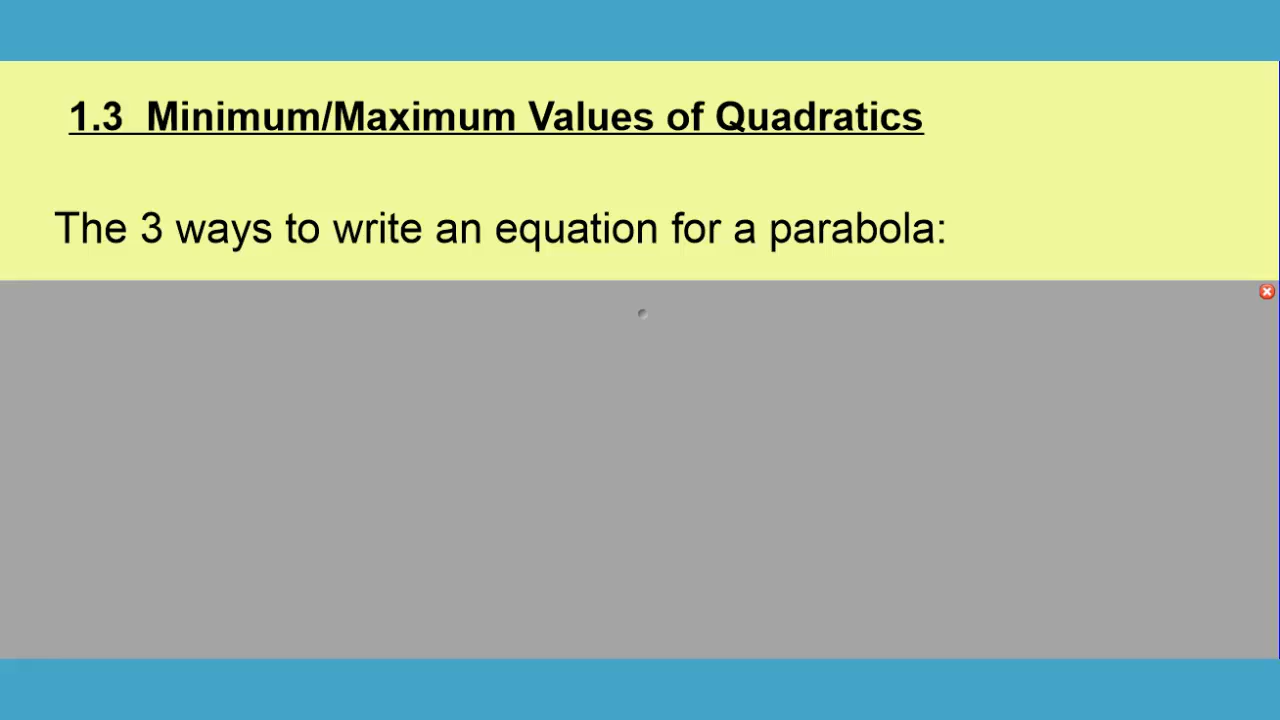 1.3 Minimum/Maximum Values of Quadratics
The 3 ways to write an equation for a parabola: